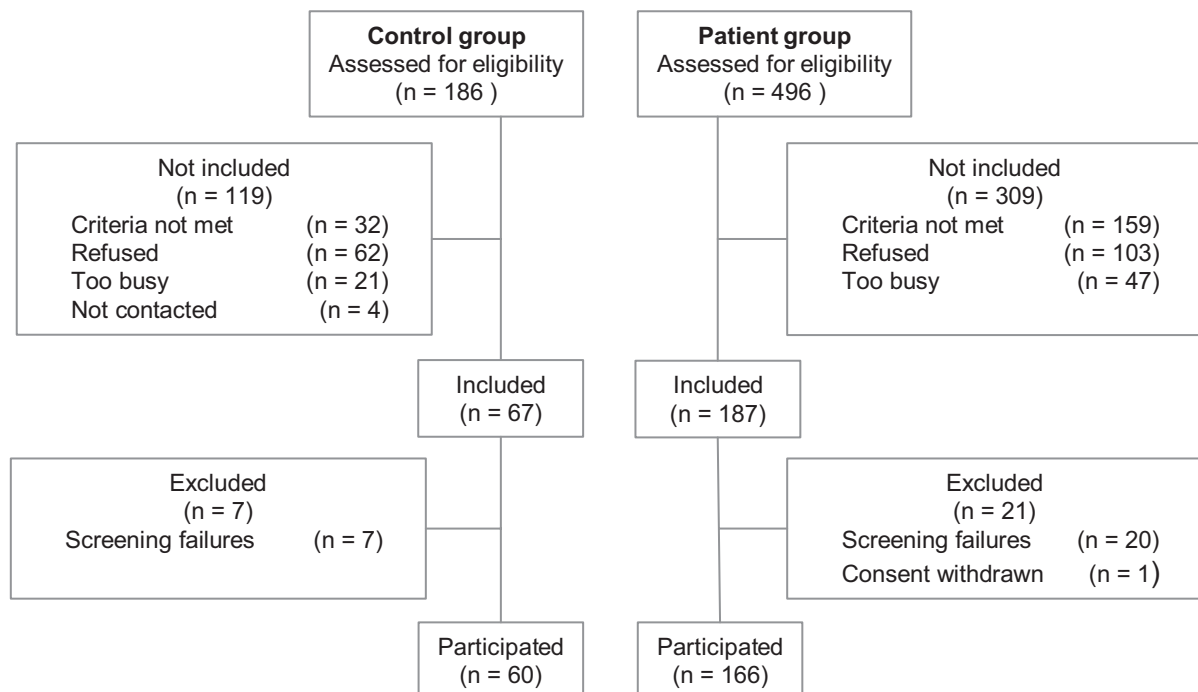 Control group
Assessed for eligibility
(n = 186 )
Patient group
Assessed for eligibility
(n = 496 )
Not included
(n = 119)
Criteria not met (n = 32)
Refused (n = 62)
Too busy (n = 21)
Not contacted (n = 4)
Not included
(n = 309)
Criteria not met (n = 159)
Refused (n = 103)
Too busy (n = 47)
Included
(n = 67)
Included
(n = 187)
Excluded
(n = 7)
Screening failures (n = 7)
Excluded
(n = 21)
Screening failures (n = 20)
Consent withdrawn (n = 1)
Participated
(n = 60)
Participated
(n = 166)